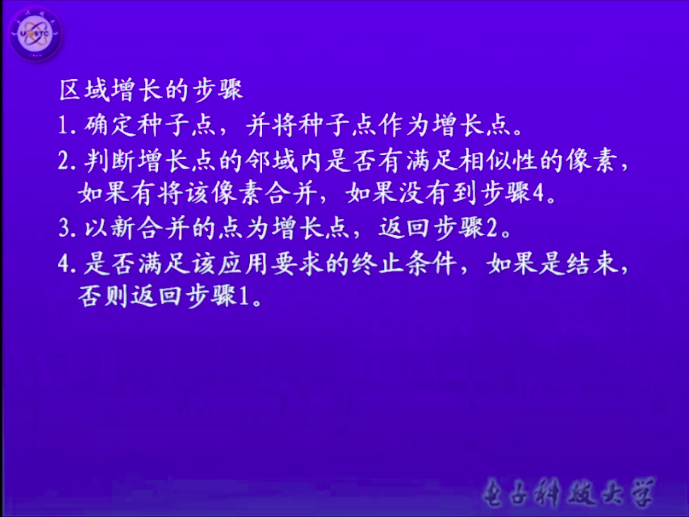 区域增长的步骤
1. 确定种子点，并将种子点作为增长点。
2. 判断增长点的邻域内是否有满足相似性的像素，
如果有将该像素合并，如果没有到步骤4。
3. 以新合并的点为增长点，返回步骤2。
4. 是否满足该应用要求的终止条件，如果是结束，
否则返回步骤1。
电子科技大学